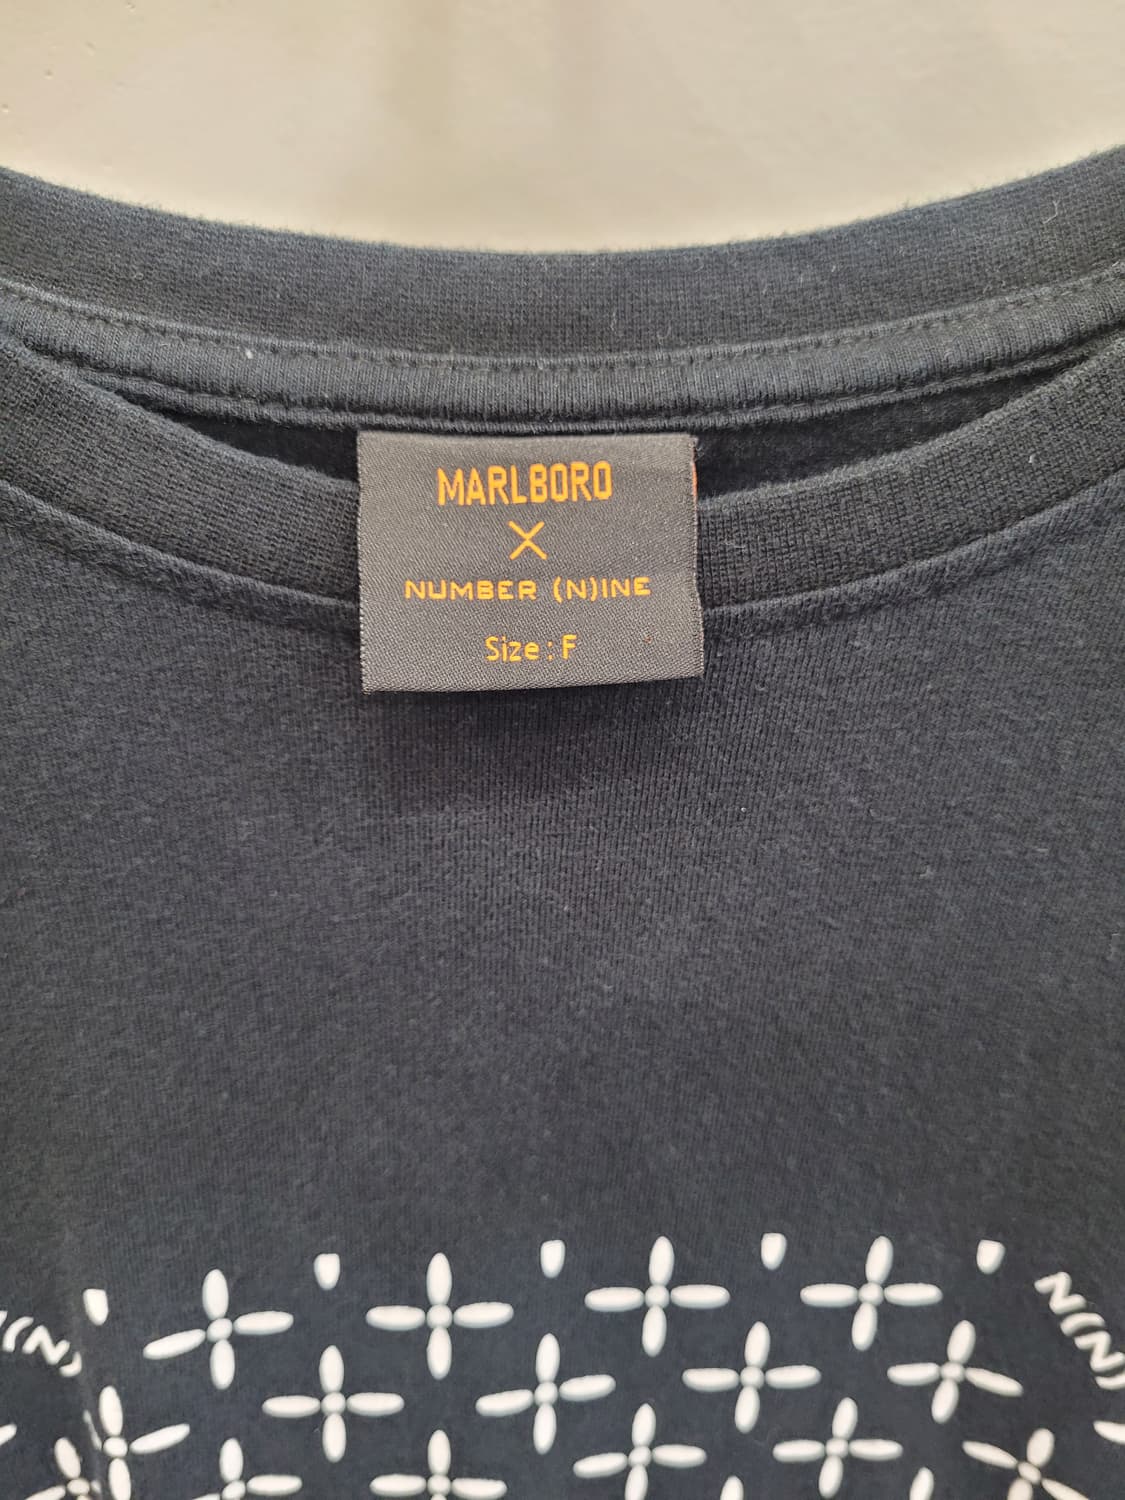 MARLBORO
X
NUMBER (N)INE
Size : F
(N)
N(N)